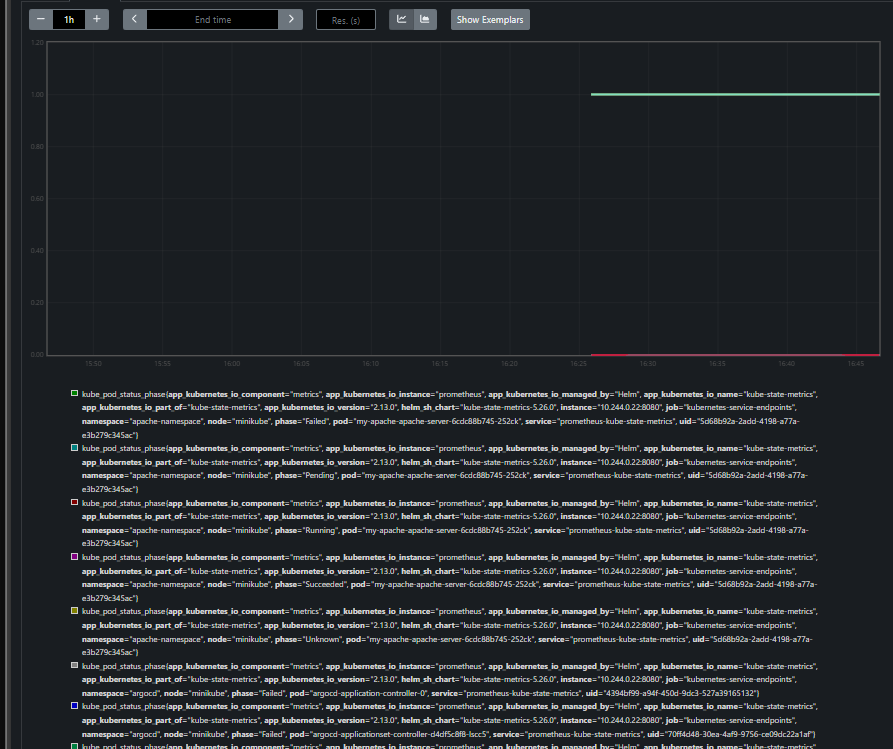 − 1h + < End time > Res. (s) Show Exemplars
1.20
1.00
0.80
0.60
0.40
0.20
0.00
15:50 15:55 16:00 16:05 16:10 16:15 16:20 16:25 16:30 16:35 16:40 16:45
kube_pod_status_phase{app_kubernetes_io_component="metrics", app_kubernetes_io_instance="prometheus", app_kubernetes_io_managed_by="Helm", app_kubernetes_io_name="kube-state-metrics",
app_kubernetes_io_part_of="kube-state-metrics", app_kubernetes_io_version="2.13.0", helm_sh_chart="kube-state-metrics-5.26.0", instance="10.244.0.22:8080", job="kubernetes-service-endpoints",
namespace="apache-namespace", node="minikube", phase="Failed", pod="my-apache-apache-server-6cdc88b745-252ck", service="prometheus-kube-state-metrics", uid="5d68b92a-2add-4198-a77a-
e3b279c345ac"}
kube_pod_status_phase{app_kubernetes_io_component="metrics", app_kubernetes_io_instance="prometheus", app_kubernetes_io_managed_by="Helm", app_kubernetes_io_name="kube-state-metrics",
app_kubernetes_io_part_of="kube-state-metrics", app_kubernetes_io_version="2.13.0", helm_sh_chart="kube-state-metrics-5.26.0", instance="10.244.0.22:8080", job="kubernetes-service-endpoints",
namespace="apache-namespace", node="minikube", phase="Pending", pod="my-apache-apache-server-6cdc88b745-252ck", service="prometheus-kube-state-metrics", uid="5d68b92a-2add-4198-a77a-
e3b279c345ac"}
kube_pod_status_phase{app_kubernetes_io_component="metrics", app_kubernetes_io_instance="prometheus", app_kubernetes_io_managed_by="Helm", app_kubernetes_io_name="kube-state-metrics",
app_kubernetes_io_part_of="kube-state-metrics", app_kubernetes_io_version="2.13.0", helm_sh_chart="kube-state-metrics-5.26.0", instance="10.244.0.22:8080", job="kubernetes-service-endpoints",
namespace="apache-namespace", node="minikube", phase="Running", pod="my-apache-apache-server-6cdc88b745-252ck", service="prometheus-kube-state-metrics", uid="5d68b92a-2add-4198-a77a-
e3b279c345ac"}
kube_pod_status_phase{app_kubernetes_io_component="metrics", app_kubernetes_io_instance="prometheus", app_kubernetes_io_managed_by="Helm", app_kubernetes_io_name="kube-state-metrics",
app_kubernetes_io_part_of="kube-state-metrics", app_kubernetes_io_version="2.13.0", helm_sh_chart="kube-state-metrics-5.26.0", instance="10.244.0.22:8080", job="kubernetes-service-endpoints",
namespace="apache-namespace", node="minikube", phase="Succeeded", pod="my-apache-apache-server-6cdc88b745-252ck", service="prometheus-kube-state-metrics", uid="5d68b92a-2add-4198-a77a-
e3b279c345ac"}
kube_pod_status_phase{app_kubernetes_io_component="metrics", app_kubernetes_io_instance="prometheus", app_kubernetes_io_managed_by="Helm", app_kubernetes_io_name="kube-state-metrics",
app_kubernetes_io_part_of="kube-state-metrics", app_kubernetes_io_version="2.13.0", helm_sh_chart="kube-state-metrics-5.26.0", instance="10.244.0.22:8080", job="kubernetes-service-endpoints",
namespace="apache-namespace", node="minikube", phase="Unknown", pod="my-apache-apache-server-6cdc88b745-252ck", service="prometheus-kube-state-metrics", uid="5d68b92a-2add-4198-a77a-
e3b279c345ac"}
kube_pod_status_phase{app_kubernetes_io_component="metrics", app_kubernetes_io_instance="prometheus", app_kubernetes_io_managed_by="Helm", app_kubernetes_io_name="kube-state-metrics",
app_kubernetes_io_part_of="kube-state-metrics", app_kubernetes_io_version="2.13.0", helm_sh_chart="kube-state-metrics-5.26.0", instance="10.244.0.22:8080", job="kubernetes-service-endpoints",
namespace="argocd", node="minikube", phase="Failed", pod="argocd-application-controller-0", service="prometheus-kube-state-metrics", uid="4394bf99-a94f-450d-9dc3-527a39165132"}
kube_pod_status_phase{app_kubernetes_io_component="metrics", app_kubernetes_io_instance="prometheus", app_kubernetes_io_managed_by="Helm", app_kubernetes_io_name="kube-state-metrics",
app_kubernetes_io_part_of="kube-state-metrics", app_kubernetes_io_version="2.13.0", helm_sh_chart="kube-state-metrics-5.26.0", instance="10.244.0.22:8080", job="kubernetes-service-endpoints",
namespace="argocd", node="minikube", phase="Failed", pod="argocd-applicationset-controller-d4df5c8f8-lscc5", service="prometheus-kube-state-metrics", uid="70ff4d48-30ea-4af9-9756-ce09dc22a1af"}